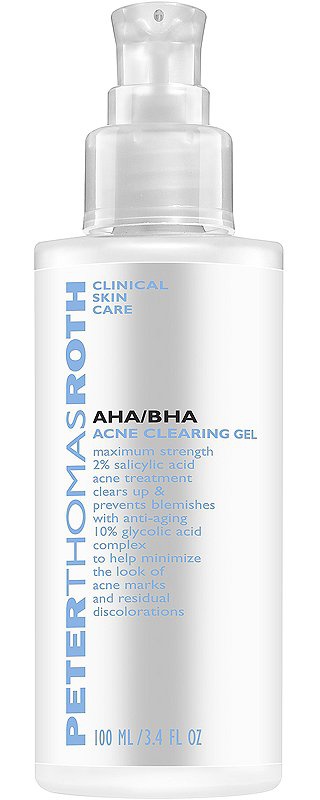 PETERTHOMASROTH
CLINICAL
SKIN
CARE
AHA/BHA
ACNE CLEARING GEL
maximum strength
2% salicylic acid
acne treatment
clears up &
prevents blemishes
with anti-aging
10% glycolic acid
complex
to help minimize
the look of
acne marks
and residual
discolorations
100 ML/3.4 FL OZ